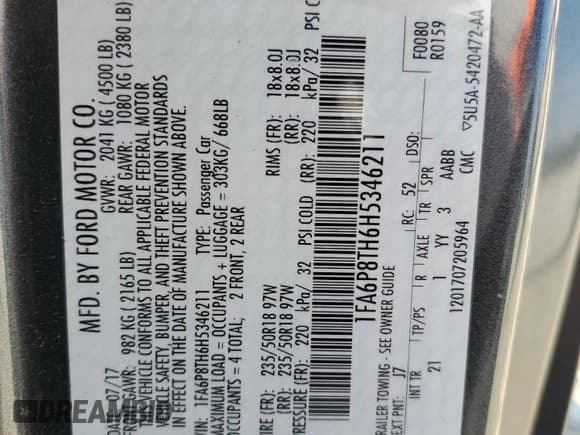 MFD. BY FORD MOTOR CO.
DATE: 07/17 GVWR: 2041 KG ( 4500 LB)
FRONT GAWR: 982 KG ( 2165 LB) REAR GAWR: 1080 KG ( 2380 LB)
THIS VEHICLE CONFORMS TO ALL APPLICABLE FEDERAL MOTOR
VEHICLE SAFETY, BUMPER, AND THEFT PREVENTION STANDARDS
IN EFFECT ON THE DATE OF MANUFACTURE SHOWN ABOVE.
VIN: 1FA6P8TH6H5346211 TYPE: Passenger Car
MAXIMUM LOAD = OCCUPANTS + LUGGAGE = 303KG/ 668LB
OCCUPANTS = 4 TOTAL; 2 FRONT, 2 REAR
TIRE (FR): 235/50R18 97W RIMS (FR): 18x8.0J
(RR): 235/50R18 97W (RR): 18x8.0J
PRESSURE (FR): 220 kPa/ 32 PSI COLD (RR): 220 kPa/ 32 PSI C
1FA6P8TH6H5346211
TRAILER TOWING - SEE OWNER GUIDE
F0080
R0159
EXT PNT: J7 RC: 52 DSO:
INT TR TP/PS R AXLE TR SPR
21 1 YY 3 AABB
1201707205964 CMC ▽5U5A-5420472-AA